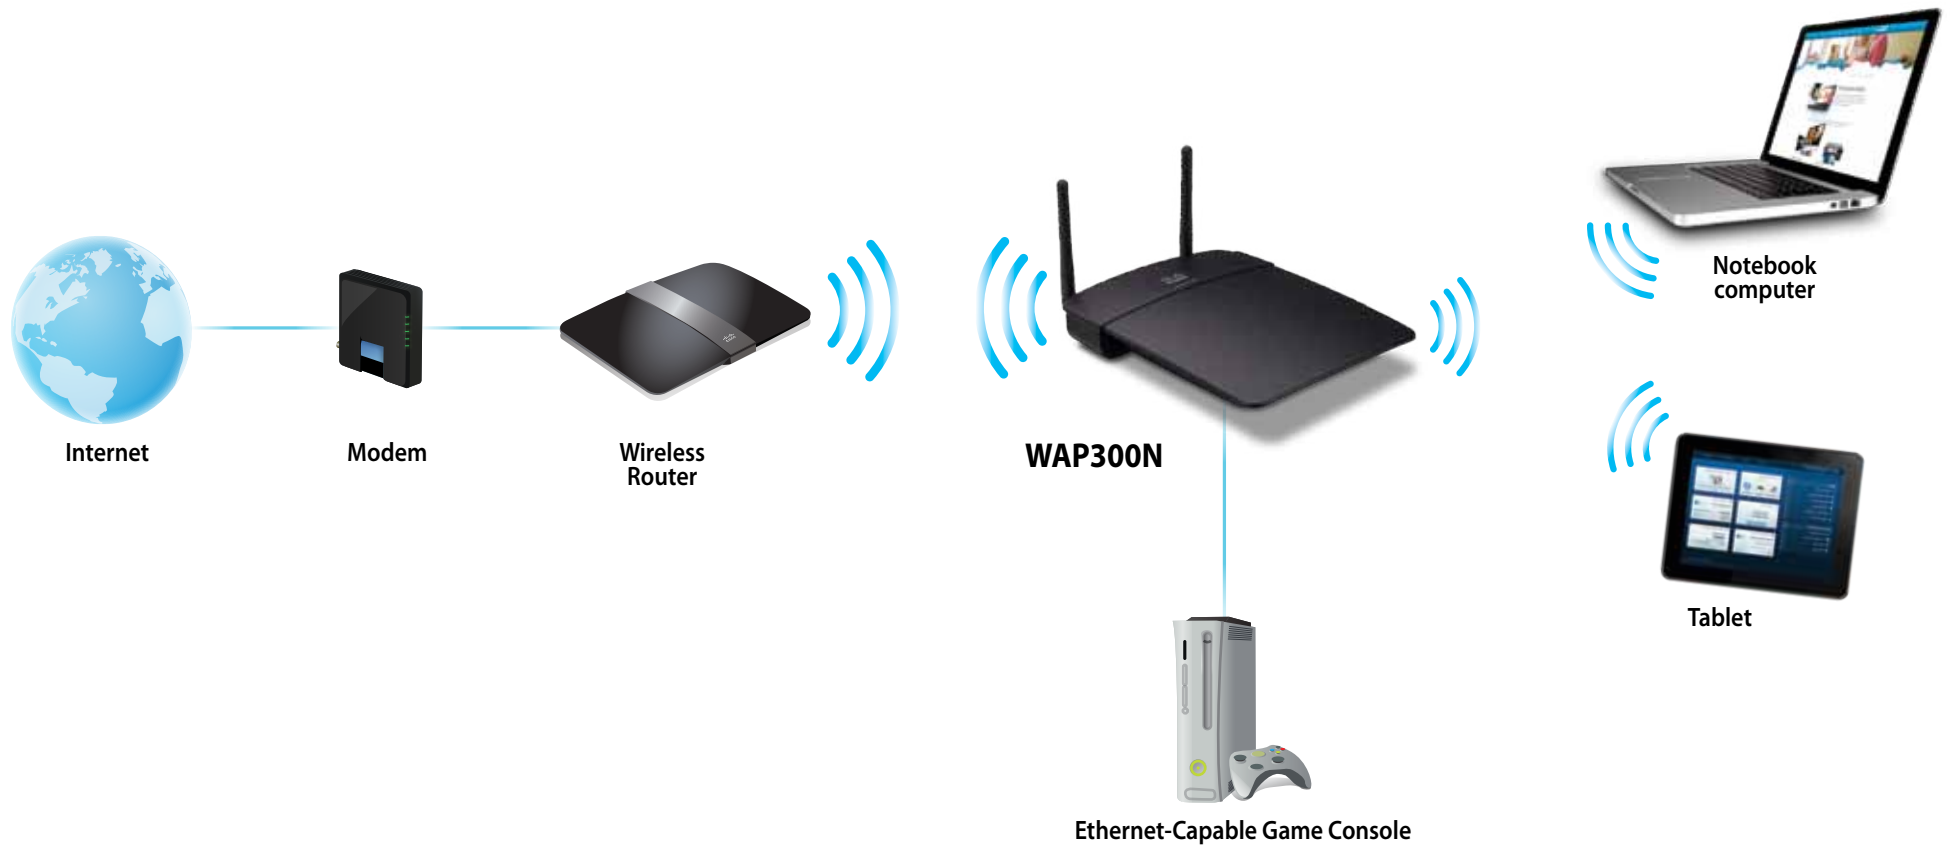 Internet
Modem
Wireless
Router
WAP300N
Notebook
computer
Tablet
Ethernet-Capable Game Console